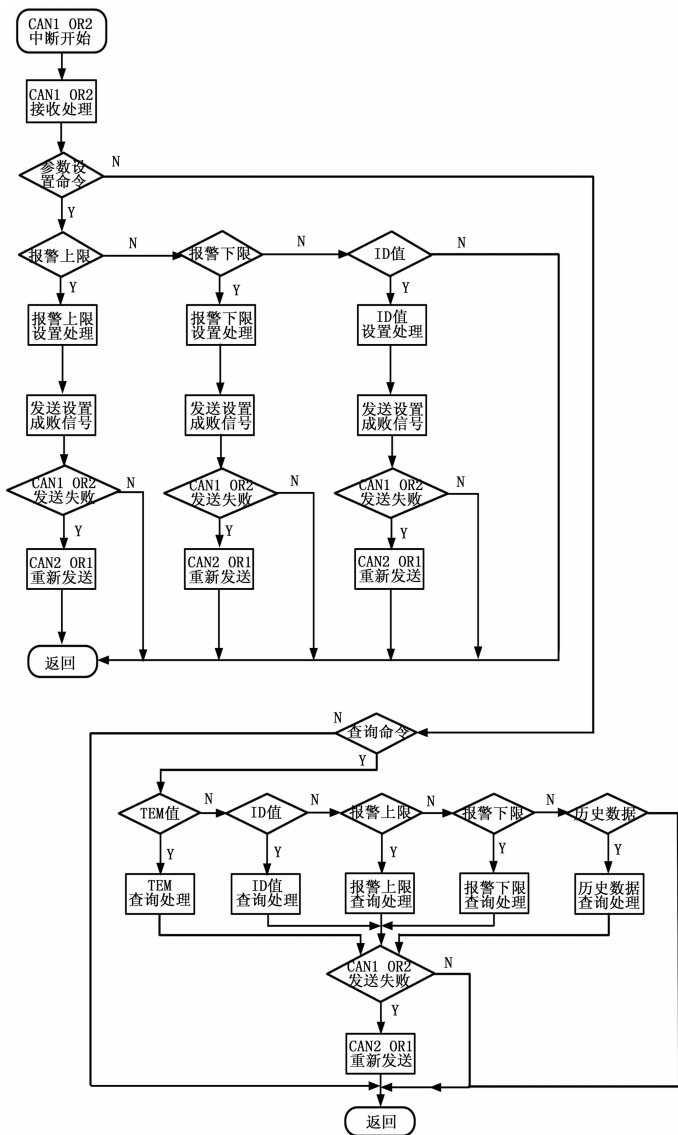 CAN1 OR2
中断开始
CAN1 OR2
接收处理
参数设
置命令
N
Y
报警上限
N
报警下限
N
ID值
N
Y
Y
Y
报警上限
设置处理
报警下限
设置处理
ID值
设置处理
发送设置
成败信号
发送设置
成败信号
发送设置
成败信号
CAN1 OR2
发送失败
N
CAN1 OR2
发送失败
N
CAN1 OR2
发送失败
N
Y
Y
Y
CAN2 OR1
重新发送
CAN2 OR1
重新发送
CAN2 OR1
重新发送
返回
N
查询命令
Y
TEM值
N
ID值
N
报警上限
N
报警下限
N
历史数据
Y
Y
Y
Y
Y
TEM
查询处理
ID值
查询处理
报警上限
查询处理
报警下限
查询处理
历史数据
查询处理
CAN1 OR2
发送失败
N
Y
CAN2 OR1
重新发送
返回